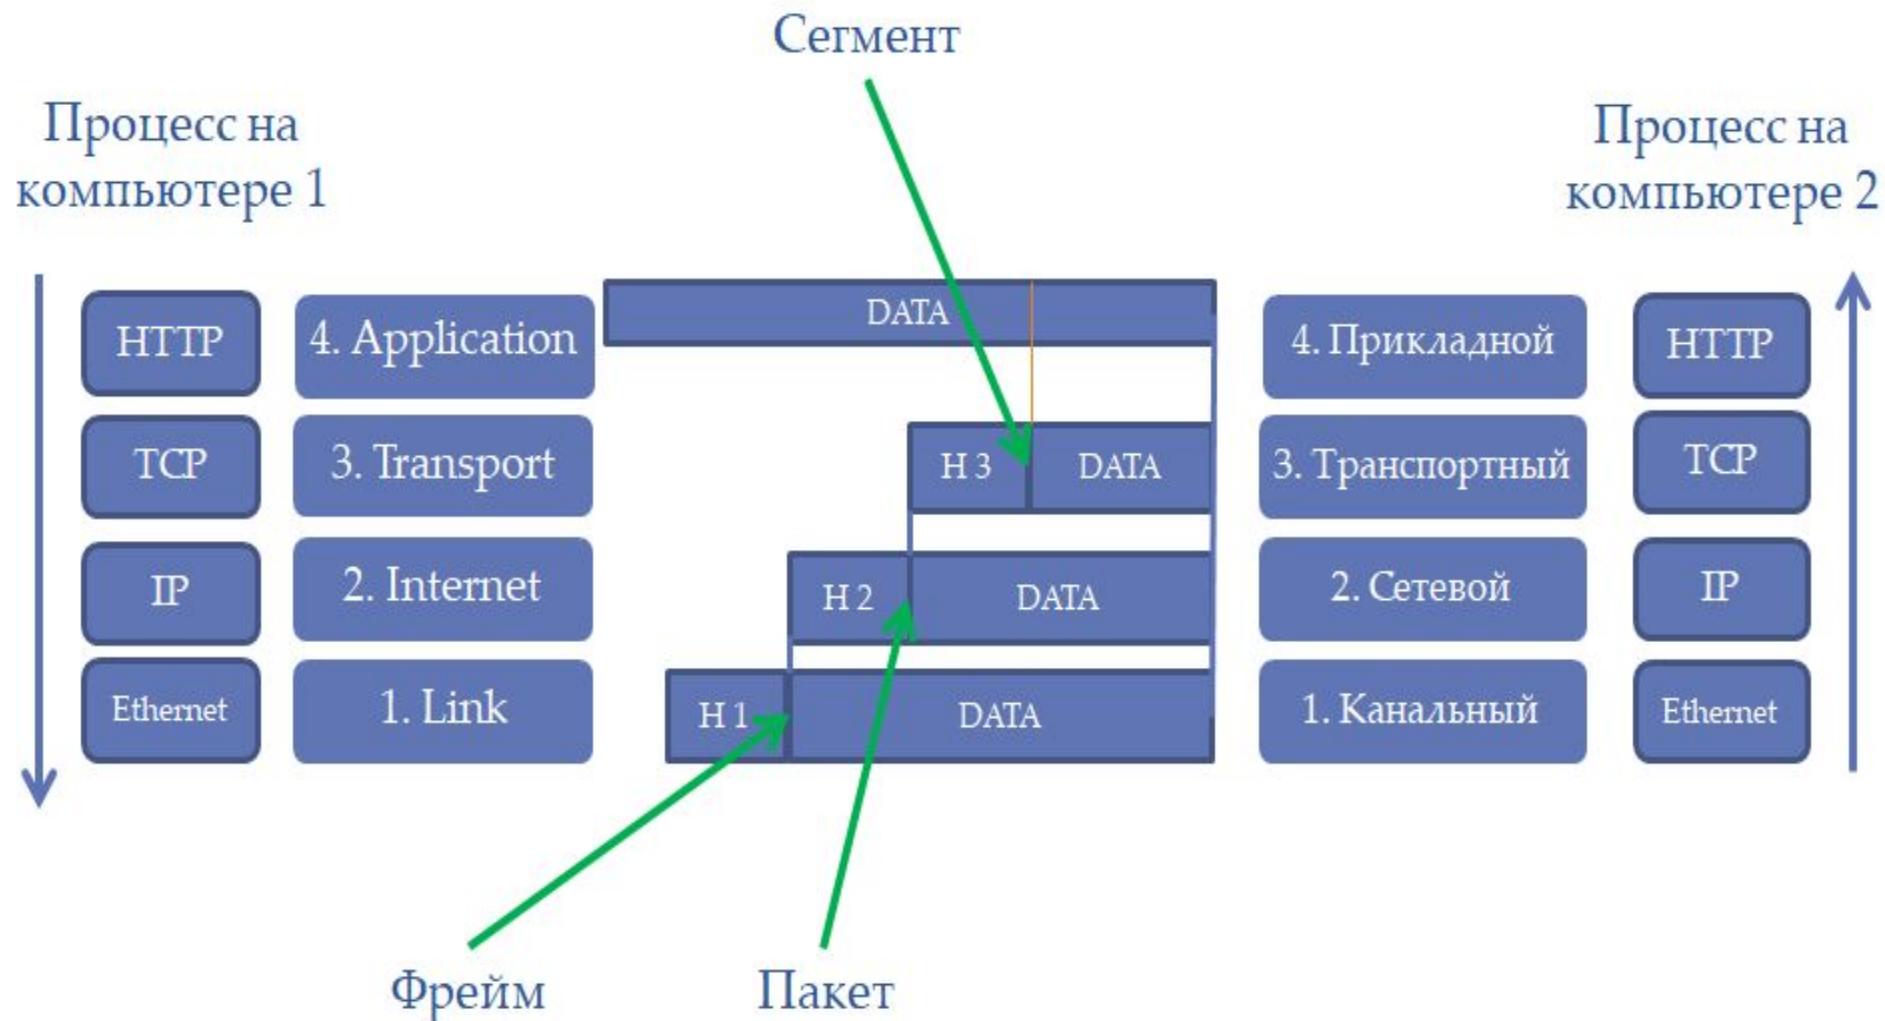 Сегмент
Процесс на
компьютере 1
Процесс на
компьютере 2
HTTP
4. Application
DATA
4. Прикладной
HTTP
TCP
3. Transport
H 3
DATA
3. Транспортный
TCP
IP
2. Internet
H 2
DATA
2. Сетевой
IP
Ethernet
1. Link
H 1
DATA
1. Канальный
Ethernet
Фрейм
Пакет